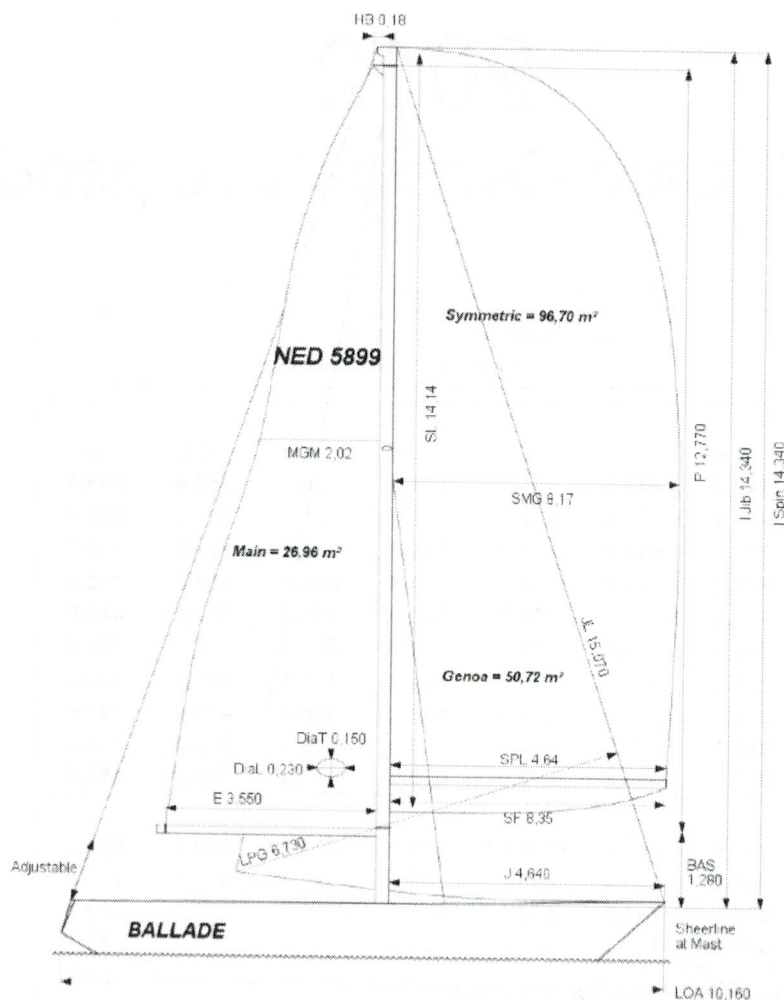 HB 0,18
Symmetric = 96,70 m²
NED 5899
SL 14,14
P 12,770
I Jib 14,340
I Spin 14,340
MGM 2,02
SMG 8,17
Main = 26.96 m²
JL 15,070
Genoa = 50,72 m²
DiaT 0,150
SPL 4,64
DiaL 0,230
E 3.550
SF 8,35
LPG 6,730
Adjustable
J 4,640
BAS
1,280
BALLADE
Sheerline
at Mast
LOA 10,160